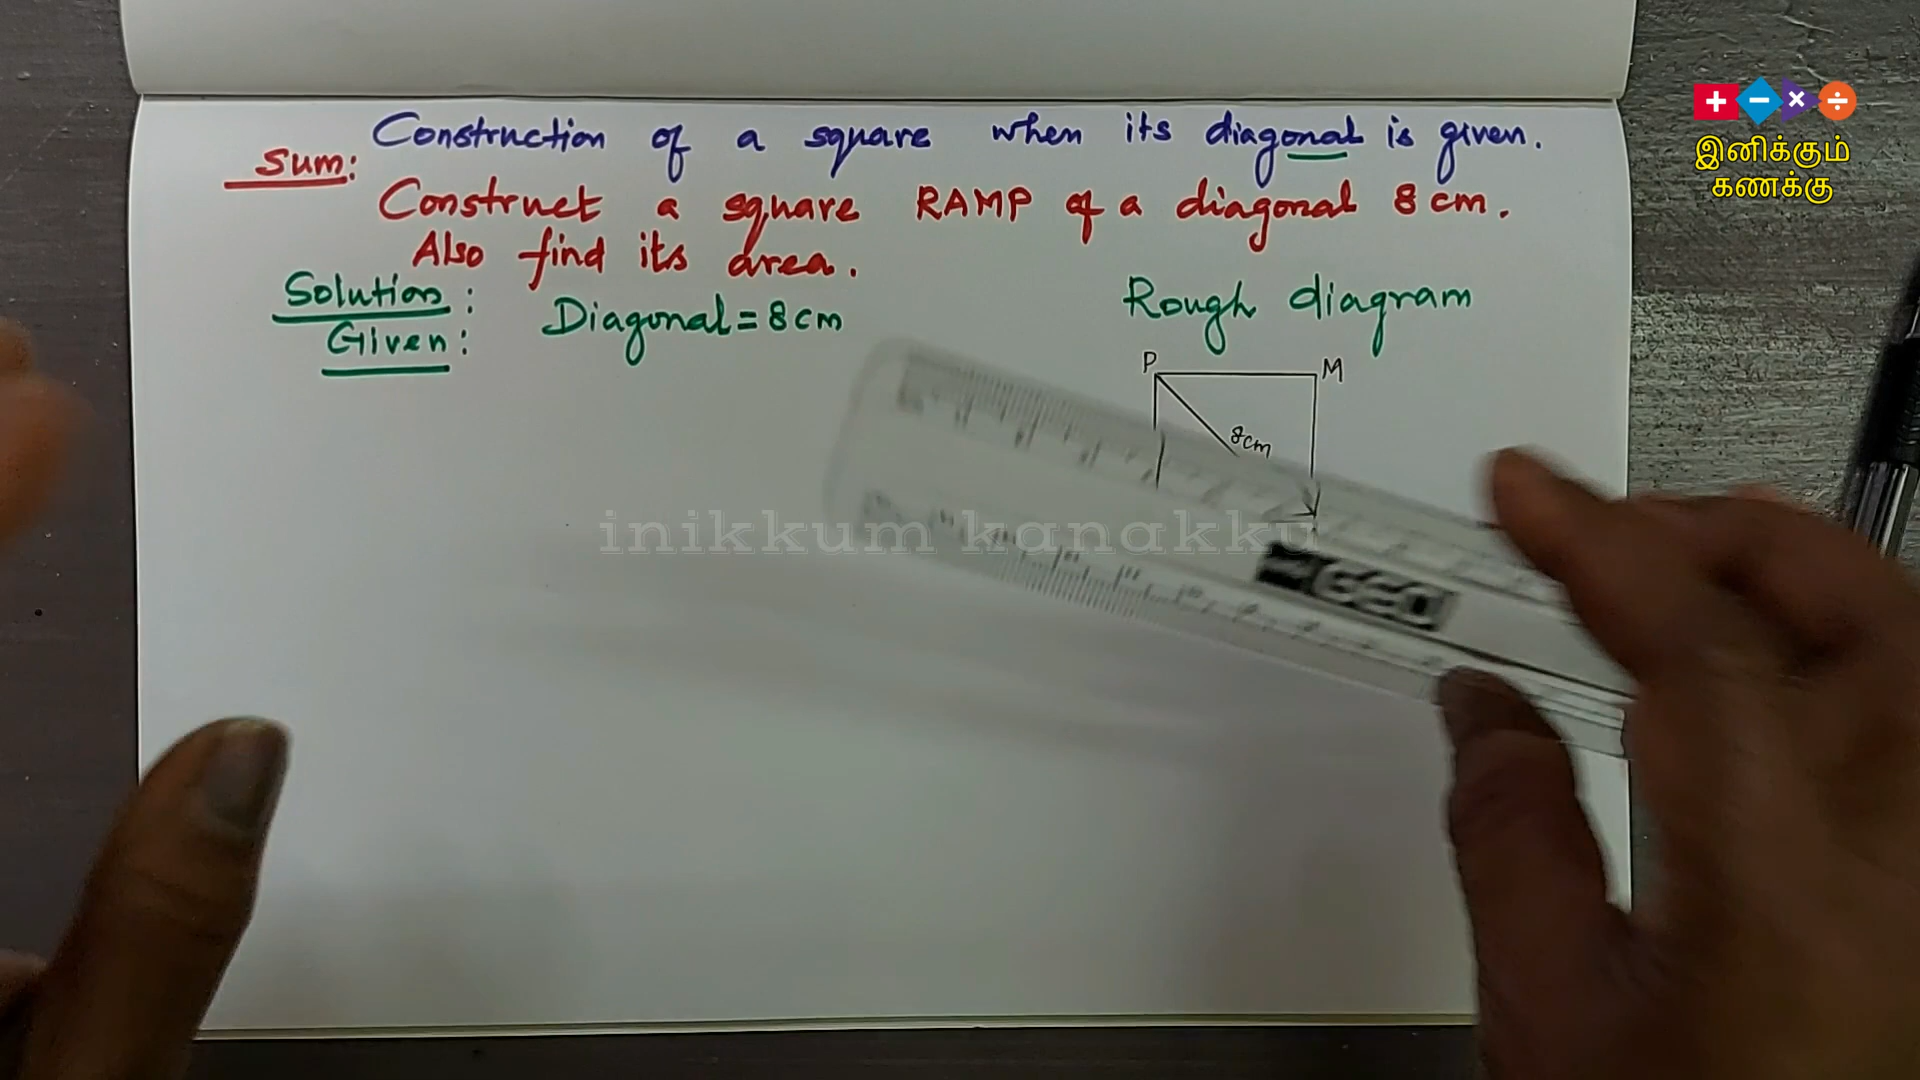 Construction of a square when its diagonal is given.
Sum:
Construct a square RAMP of a diagonal 8 cm.
Also find its area.
Solution:
Given: Diagonal = 8 cm
Rough diagram
P M
8cm
inikkum kanakku
+ − × ÷
இனிக்கும்
கணக்கு